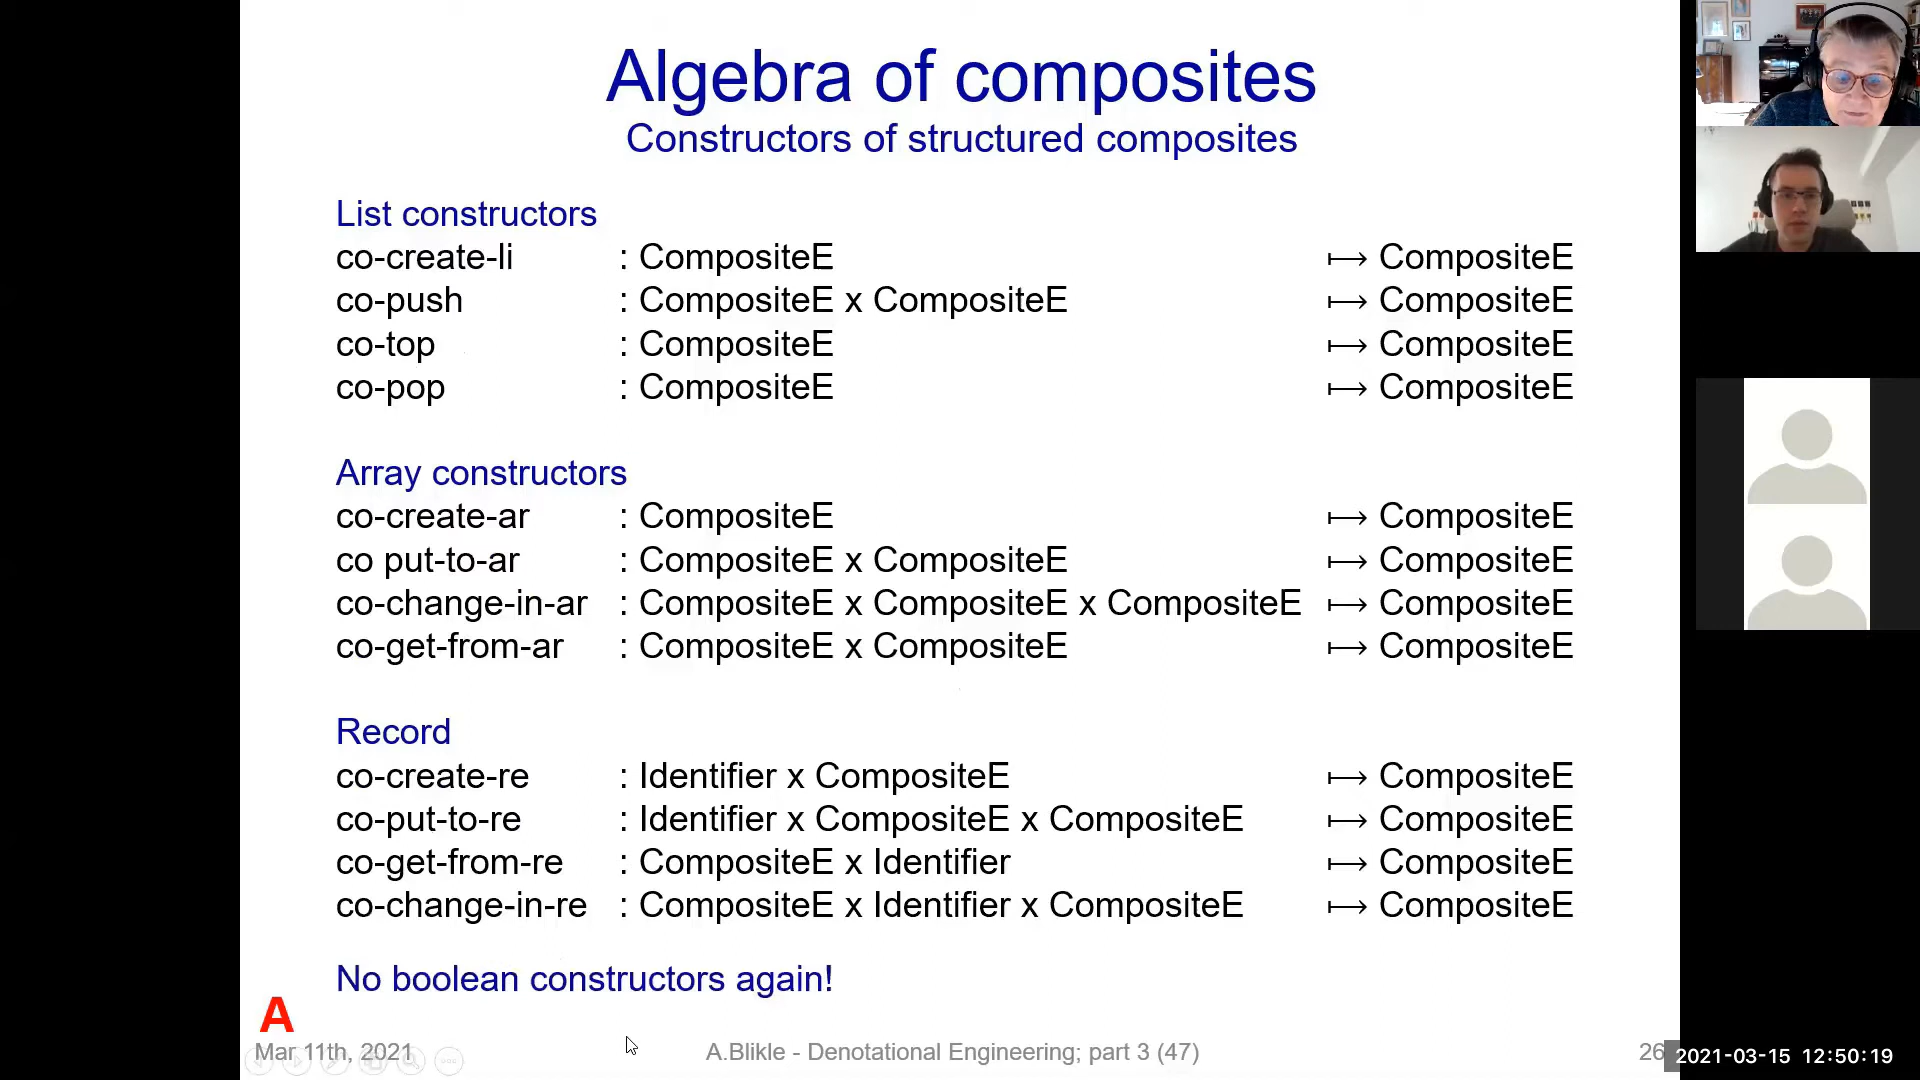 Algebra of composites
Constructors of structured composites
List constructors
co-create-li : CompositeE ⟼ CompositeE
co-push : CompositeE x CompositeE ⟼ CompositeE
co-top : CompositeE ⟼ CompositeE
co-pop : CompositeE ⟼ CompositeE
Array constructors
co-create-ar : CompositeE ⟼ CompositeE
co put-to-ar : CompositeE x CompositeE ⟼ CompositeE
co-change-in-ar : CompositeE x CompositeE x CompositeE ⟼ CompositeE
co-get-from-ar : CompositeE x CompositeE ⟼ CompositeE
Record
co-create-re : Identifier x CompositeE ⟼ CompositeE
co-put-to-re : Identifier x CompositeE x CompositeE ⟼ CompositeE
co-get-from-re : CompositeE x Identifier ⟼ CompositeE
co-change-in-re : CompositeE x Identifier x CompositeE ⟼ CompositeE
No boolean constructors again!
A
Mar 11th, 2021 A.Blikle - Denotational Engineering; part 3 (47) 26
2021-03-15 12:50:19